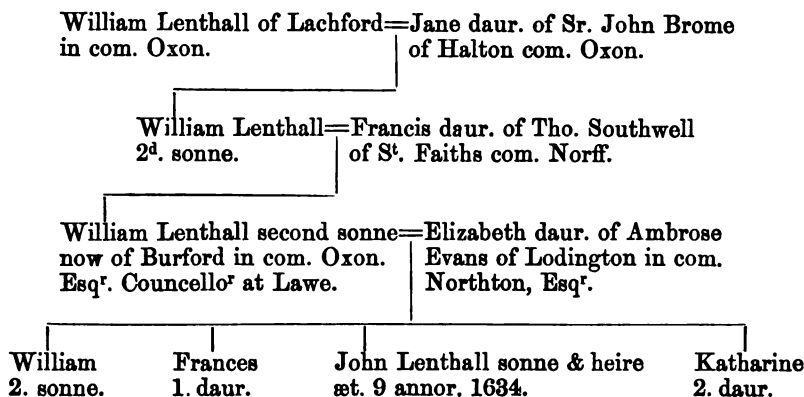 William Lenthall of Lachford=Jane daur. of Sr. John Brome
in com. Oxon. of Halton com. Oxon.
William Lenthall=Francis daur. of Tho. Southwell
2ᵈ. sonne. of Sᵗ. Faiths com. Norff.
William Lenthall second sonne=Elizabeth daur. of Ambrose
now of Burford in com. Oxon. Evans of Lodington in com.
Esqʳ. Councelloʳ at Lawe. Northton, Esqʳ.
William Frances John Lenthall sonne & heire Katharine
2. sonne. 1. daur. æt. 9 annor. 1634. 2. daur.